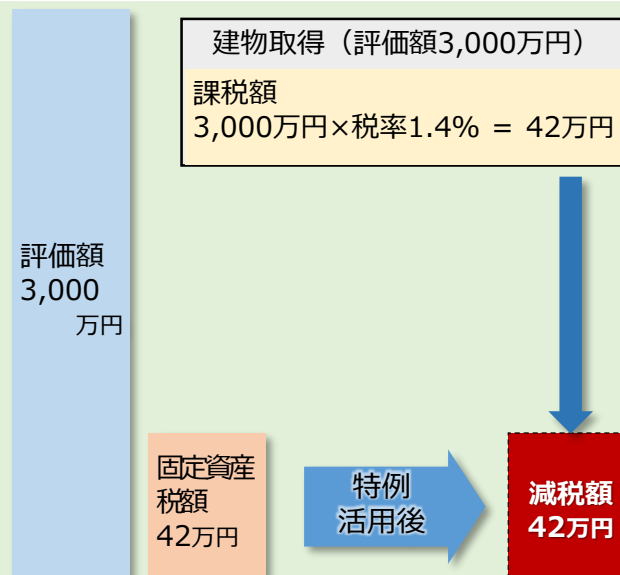 建物取得（評価額3,000万円）
課税額
3,000万円×税率1.4% = 42万円
評価額
3,000
万円
固定資産
税額
42万円
特例
活用後
減税額
42万円